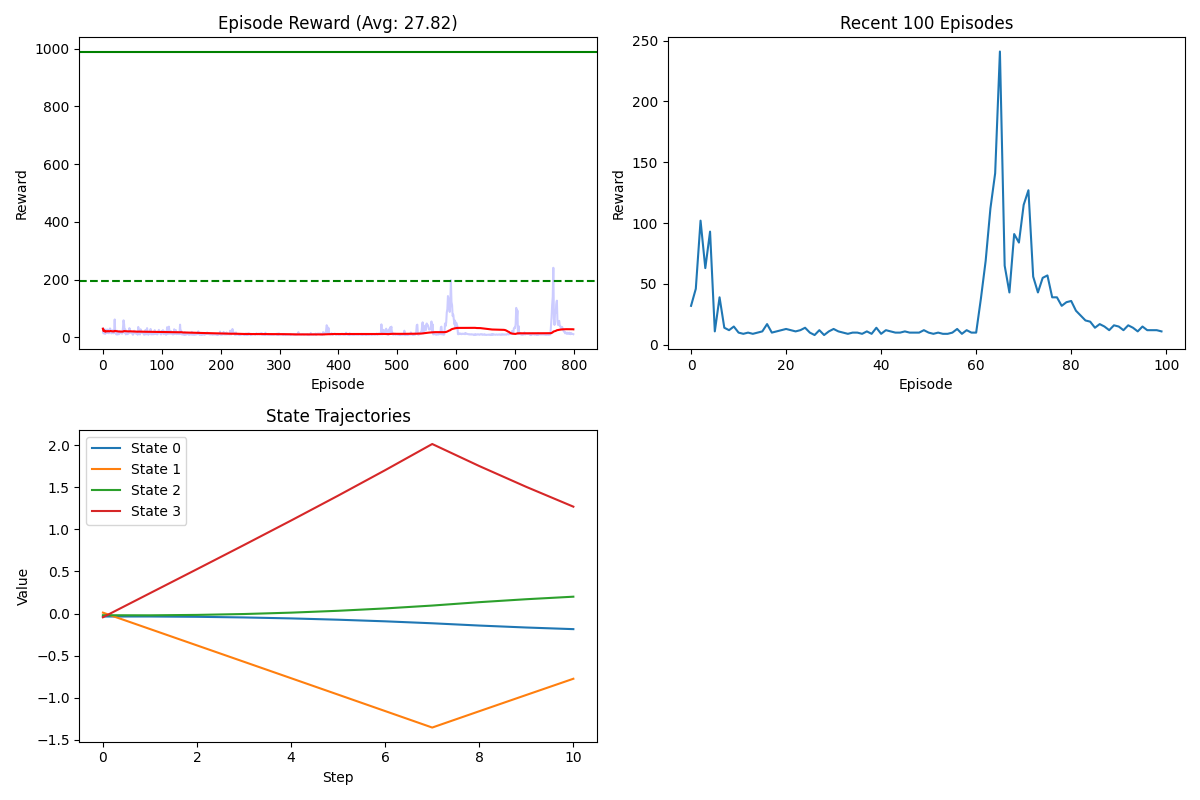 Episode Reward (Avg: 27.82)
1000
800
600
400
200
0
Reward
0 100 200 300 400 500 600 700 800
Episode
Recent 100 Episodes
250
200
150
100
50
0
Reward
0 20 40 60 80 100
Episode
State Trajectories
2.0
1.5
1.0
0.5
0.0
−0.5
−1.0
−1.5
Value
State 0
State 1
State 2
State 3
0 2 4 6 8 10
Step